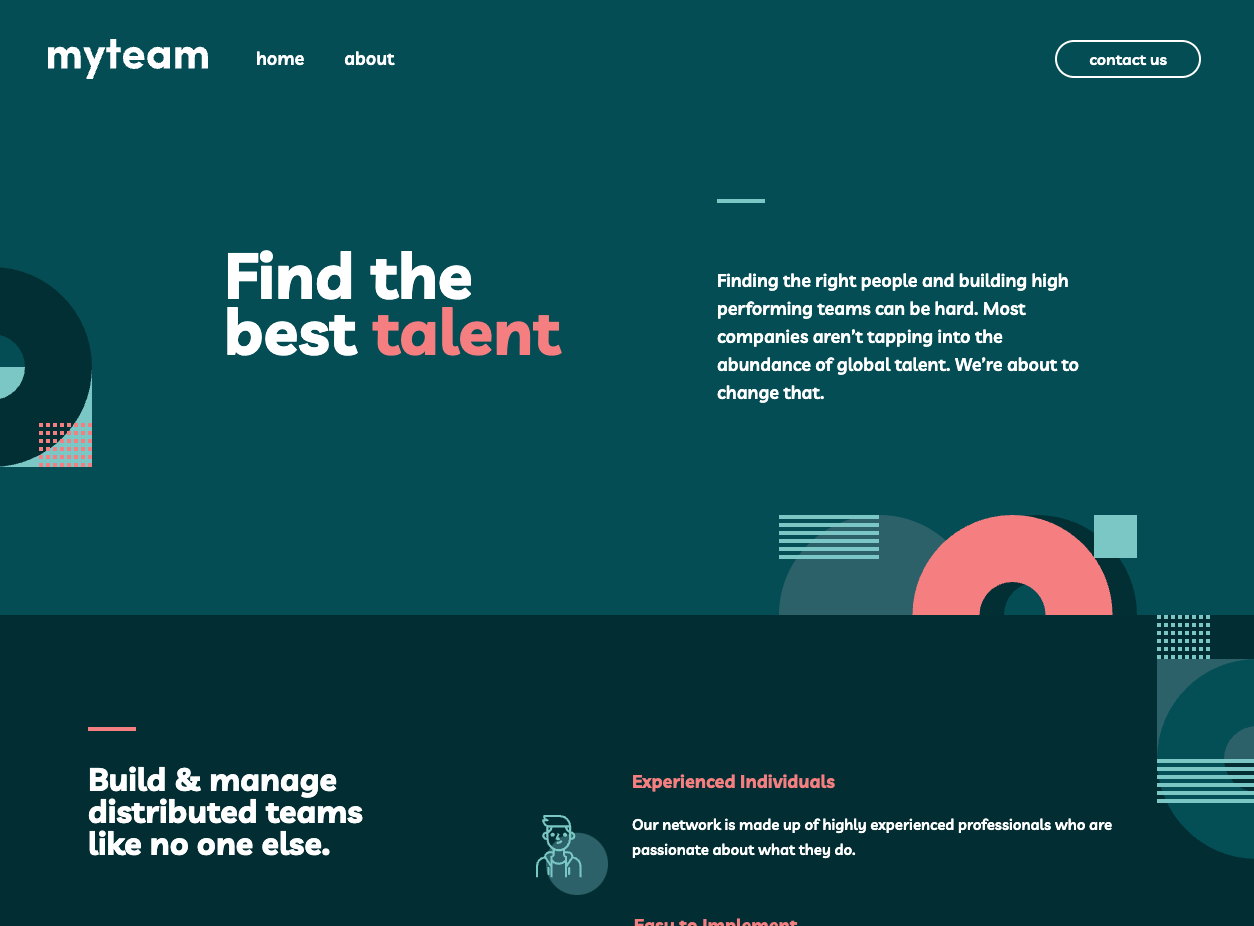 myteam
home
about
contact us
Find the
best talent
Finding the right people and building high
performing teams can be hard. Most
companies aren’t tapping into the
abundance of global talent. We’re about to
change that.
Build & manage
distributed teams
like no one else.
Experienced Individuals
Our network is made up of highly experienced professionals who are
passionate about what they do.
Easy to Implement